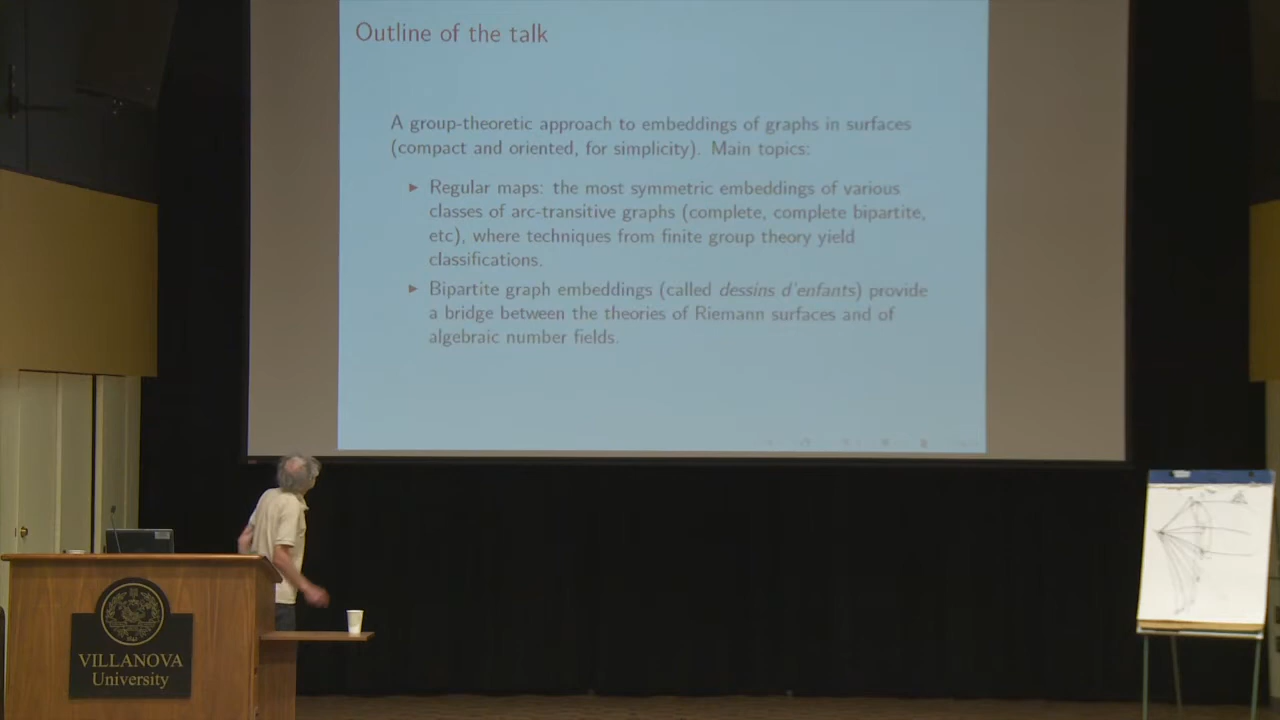 Outline of the talk
A group-theoretic approach to embeddings of graphs in surfaces
(compact and oriented, for simplicity). Main topics:
Regular maps: the most symmetric embeddings of various
classes of arc-transitive graphs (complete, complete bipartite,
etc), where techniques from finite group theory yield
classifications.
Bipartite graph embeddings (called dessins d'enfants) provide
a bridge between the theories of Riemann surfaces and of
algebraic number fields.
VILLANOVA
University